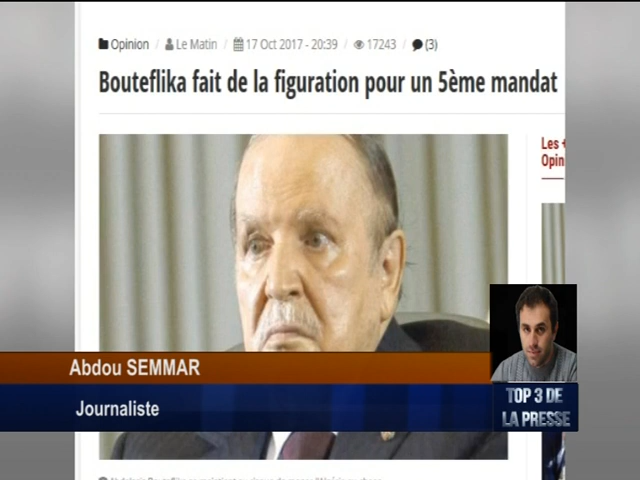 Opinion / Le Matin / 17 Oct 2017 - 20:39 / 17243 / (3)
Bouteflika fait de la figuration pour un 5ème mandat
Les +
Opin
Abdou SEMMAR
Journaliste
TOP 3 DE
LA PRESSE